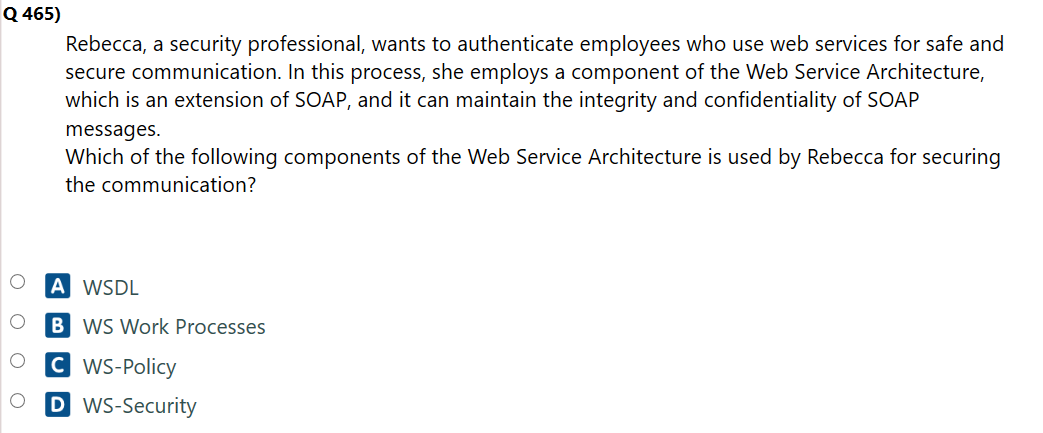 Q 465)
Rebecca, a security professional, wants to authenticate employees who use web services for safe and
secure communication. In this process, she employs a component of the Web Service Architecture,
which is an extension of SOAP, and it can maintain the integrity and confidentiality of SOAP
messages.
Which of the following components of the Web Service Architecture is used by Rebecca for securing
the communication?
A WSDL
B WS Work Processes
C WS-Policy
D WS-Security